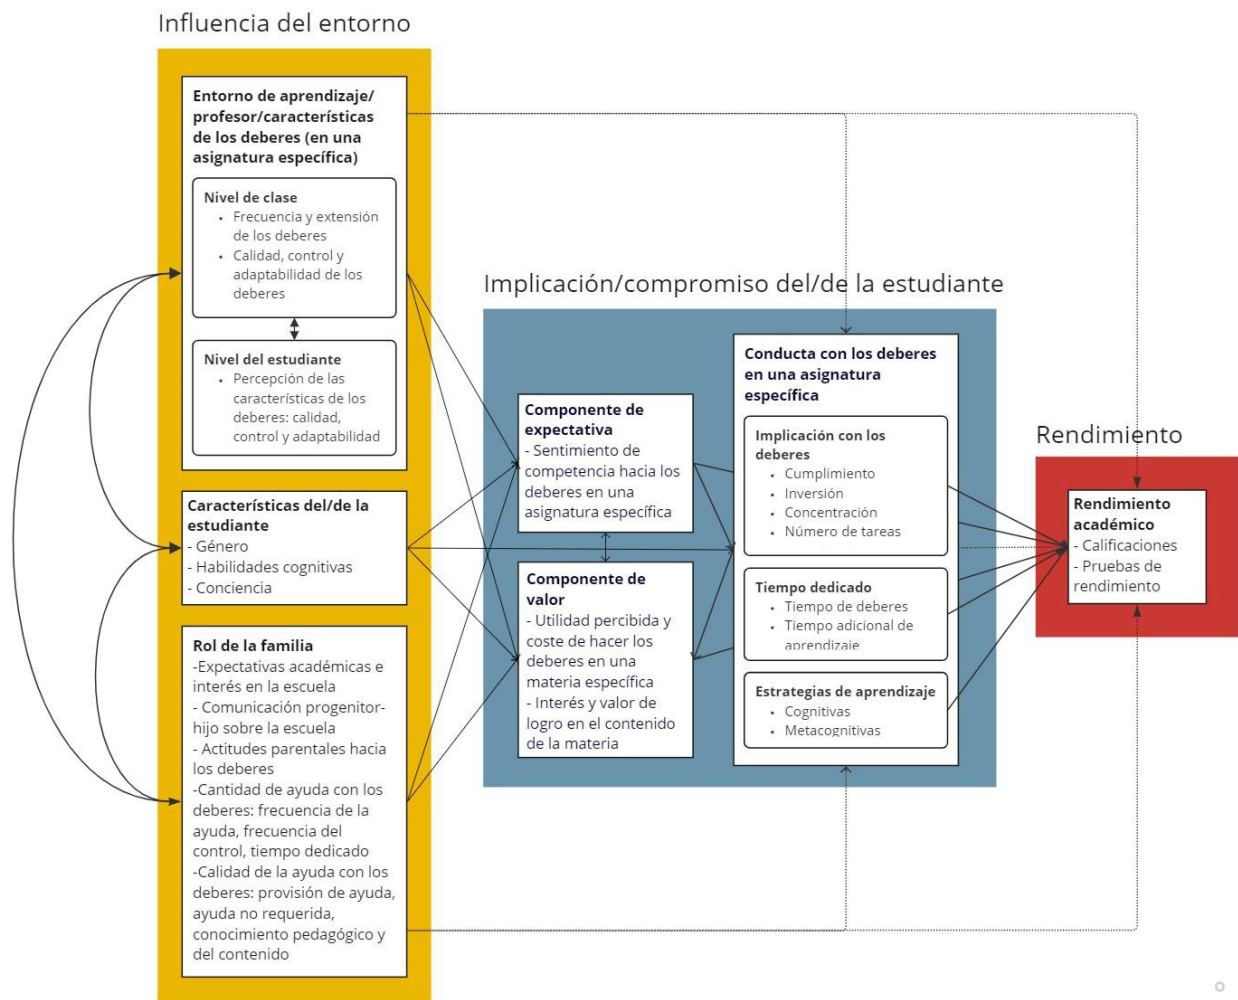 Influencia del entorno
Entorno de aprendizaje/
profesor/características
de los deberes (en una
asignatura específica)
Nivel de clase
• Frecuencia y extensión
de los deberes
• Calidad, control y
adaptabilidad de los
deberes
Nivel del estudiante
• Percepción de las
características de los
deberes: calidad,
control y adaptabilidad
Características del/de la
estudiante
- Género
- Habilidades cognitivas
- Conciencia
Rol de la familia
-Expectativas académicas e
interés en la escuela
- Comunicación progenitor-
hijo sobre la escuela
- Actitudes parentales hacia
los deberes
-Cantidad de ayuda con los
deberes: frecuencia de la
ayuda, frecuencia del
control, tiempo dedicado
-Calidad de la ayuda con los
deberes: provisión de ayuda,
ayuda no requerida,
conocimiento pedagógico y
del contenido
Implicación/compromiso del/de la estudiante
Componente de
expectativa
- Sentimiento de
competencia hacia los
deberes en una
asignatura específica
Componente de
valor
- Utilidad percibida y
coste de hacer los
deberes en una
materia específica
- Interés y valor de
logro en el contenido
de la materia
Conducta con los deberes
en una asignatura
específica
Implicación con los
deberes
• Cumplimiento
• Inversión
• Concentración
• Número de tareas
Tiempo dedicado
• Tiempo de deberes
• Tiempo adicional de
aprendizaje
Estrategias de aprendizaje
• Cognitivas
• Metacognitivas
Rendimiento
Rendimiento
académico
- Calificaciones
- Pruebas de
rendimiento